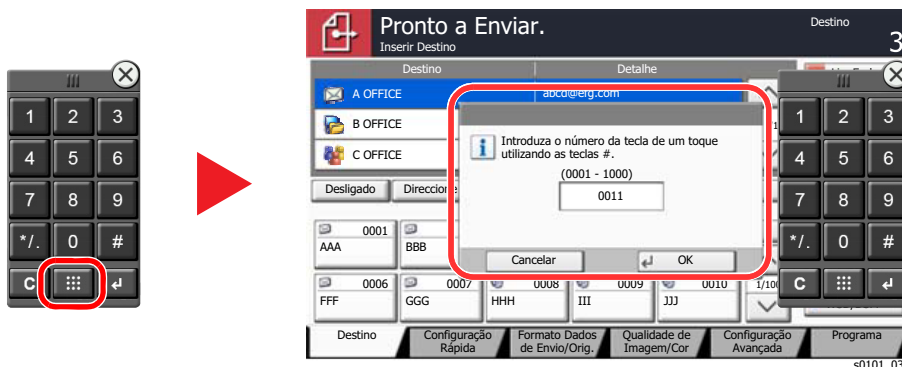 1 2 3
4 5 6
7 8 9
*/. 0 #
C
Pronto a Enviar.
Inserir Destino
Destino
3
Destino Detalhe
A OFFICE abcd@efg.com
B OFFICE
C OFFICE
Introduza o número da tecla de um toque
utilizando as teclas #.
(0001 - 1000)
0011
Cancelar OK
Desligado
0001
AAA BBB
0006 0007 0008 0009 0010 1/100
FFF GGG HHH III JJJ
1 2 3
4 5 6
7 8 9
*/. 0 #
C
Destino
Configuração
Rápida
Formato Dados
de Envio/Orig.
Qualidade de
Imagem/Cor
Configuração
Avançada
Programa